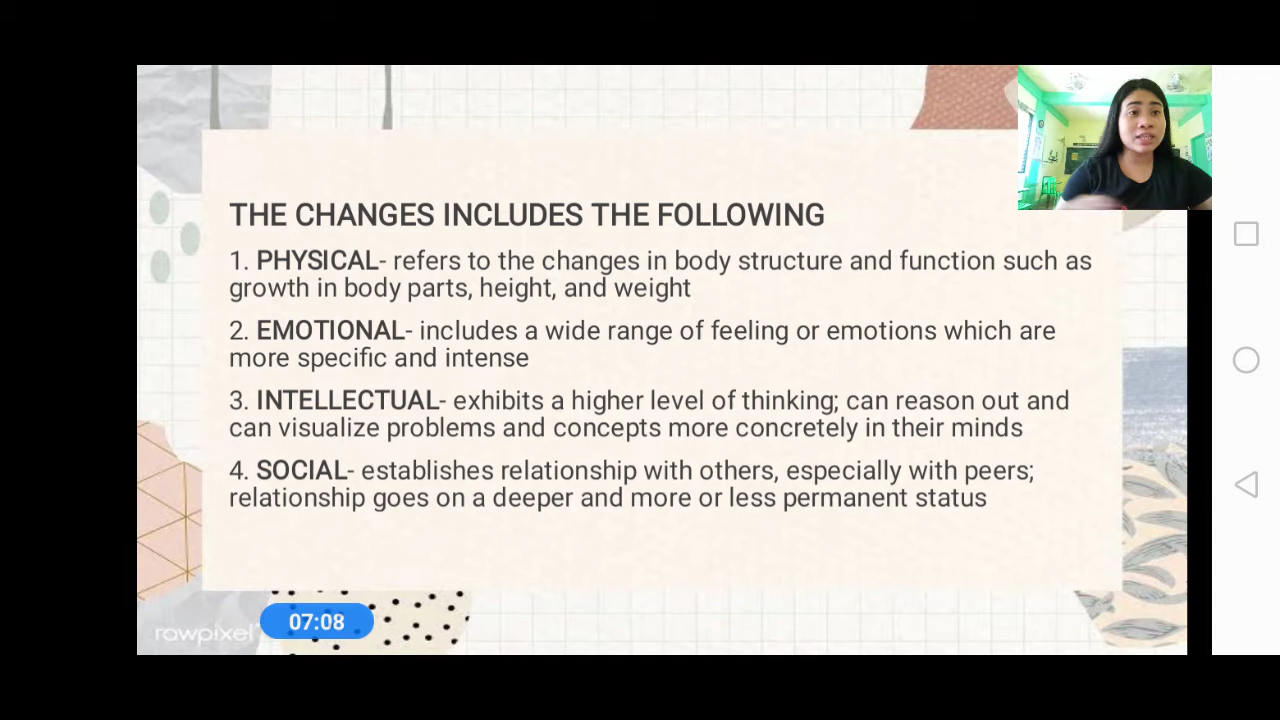 THE CHANGES INCLUDES THE FOLLOWING
1. PHYSICAL- refers to the changes in body structure and function such as
growth in body parts, height, and weight
2. EMOTIONAL- includes a wide range of feeling or emotions which are
more specific and intense
3. INTELLECTUAL- exhibits a higher level of thinking; can reason out and
can visualize problems and concepts more concretely in their minds
4. SOCIAL- establishes relationship with others, especially with peers;
relationship goes on a deeper and more or less permanent status
rawpixel
07:08